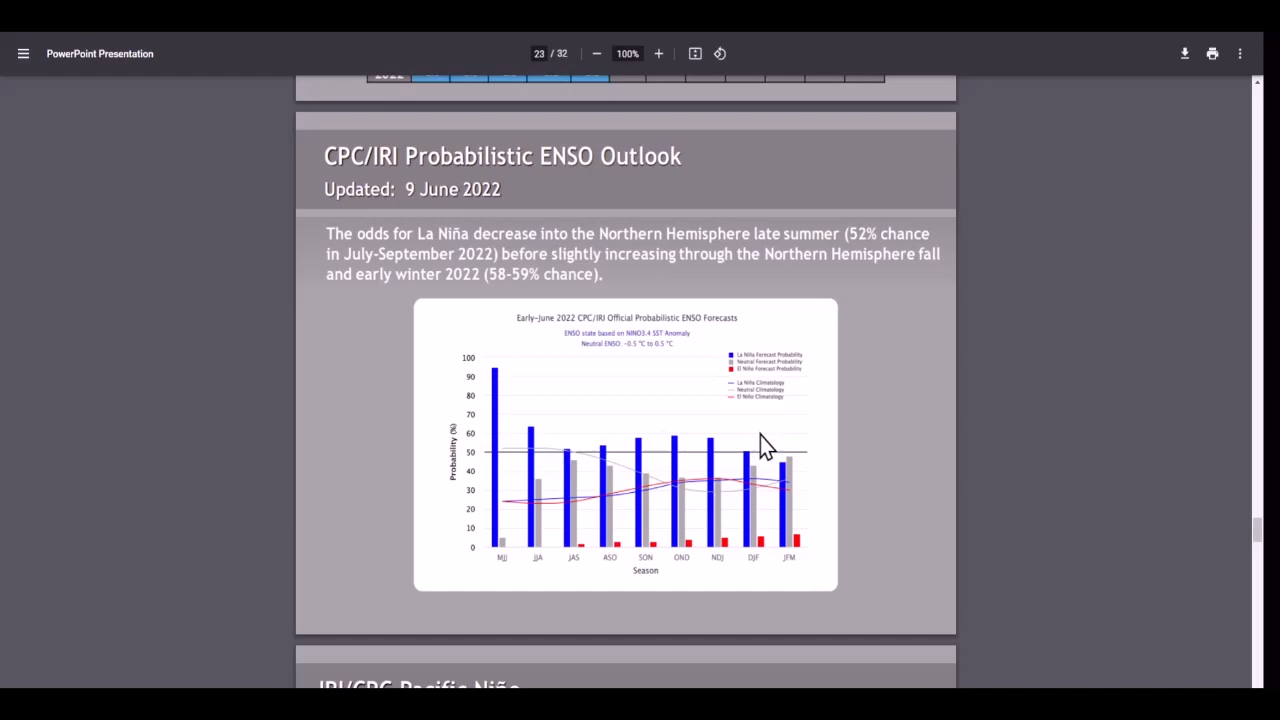 PowerPoint Presentation
23 / 32
100%
2022
CPC/IRI Probabilistic ENSO Outlook
Updated: 9 June 2022
The odds for La Niña decrease into the Northern Hemisphere late summer (52% chance
in July-September 2022) before slightly increasing through the Northern Hemisphere fall
and early winter 2022 (58-59% chance).
Early-June 2022 CPC/IRI Official Probabilistic ENSO Forecasts
ENSO state based on NINO3.4 SST Anomaly
Neutral ENSO: -0.5 °C to 0.5 °C
La Niña Forecast Probability
Neutral Forecast Probability
El Niño Forecast Probability
La Niña Climatology
Neutral Climatology
El Niño Climatology
Probability (%)
100
90
80
70
60
50
40
30
20
10
0
MJJ JJA JAS ASO SON OND NDJ DJF JFM
Season
IRI/CPC Pacific Niño